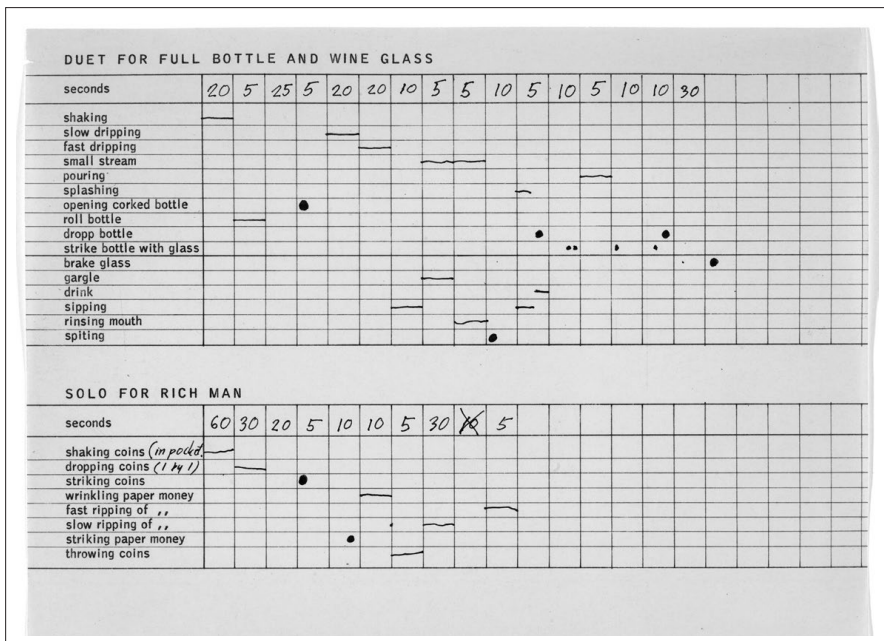 DUET FOR FULL BOTTLE AND WINE GLASS
seconds 20 5 25 5 20 20 10 5 5 10 5 10 5 10 10 30
shaking
slow dripping
fast dripping
small stream
pouring
splashing
opening corked bottle
roll bottle
dropp bottle
strike bottle with glass
brake glass
gargle
drink
sipping
rinsing mouth
spiting
SOLO FOR RICH MAN
seconds 60 30 20 5 10 10 5 30 10 5
shaking coins (in pocket.
dropping coins (1 by 1)
striking coins
wrinkling paper money
fast ripping of ,,
slow ripping of ,,
striking paper money
throwing coins